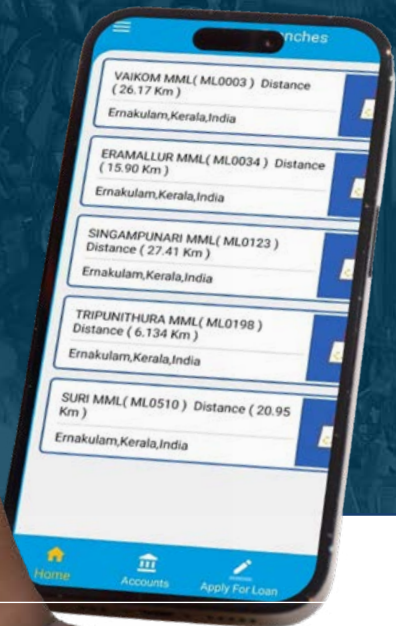 nches
VAIKOM MML( ML0003 ) Distance
( 26.17 Km )
Ernakulam,Kerala,India
ERAMALLUR MML( ML0034 ) Distance
( 15.90 Km )
Ernakulam,Kerala,India
SINGAMPUNARI MML( ML0123 )
Distance ( 27.41 Km )
Ernakulam,Kerala,India
TRIPUNITHURA MML( ML0198 )
Distance ( 6.134 Km )
Ernakulam,Kerala,India
SURI MML( ML0510 ) Distance ( 20.95
Km )
Ernakulam,Kerala,India
Home Accounts Apply For Loan